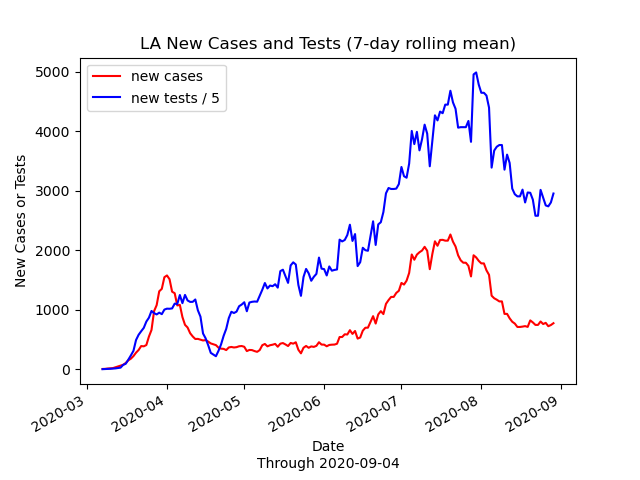 LA New Cases and Tests (7-day rolling mean)
new cases
new tests / 5
New Cases or Tests
5000
4000
3000
2000
1000
0
2020-03
2020-04
2020-05
2020-06
2020-07
2020-08
2020-09
Date
Through 2020-09-04